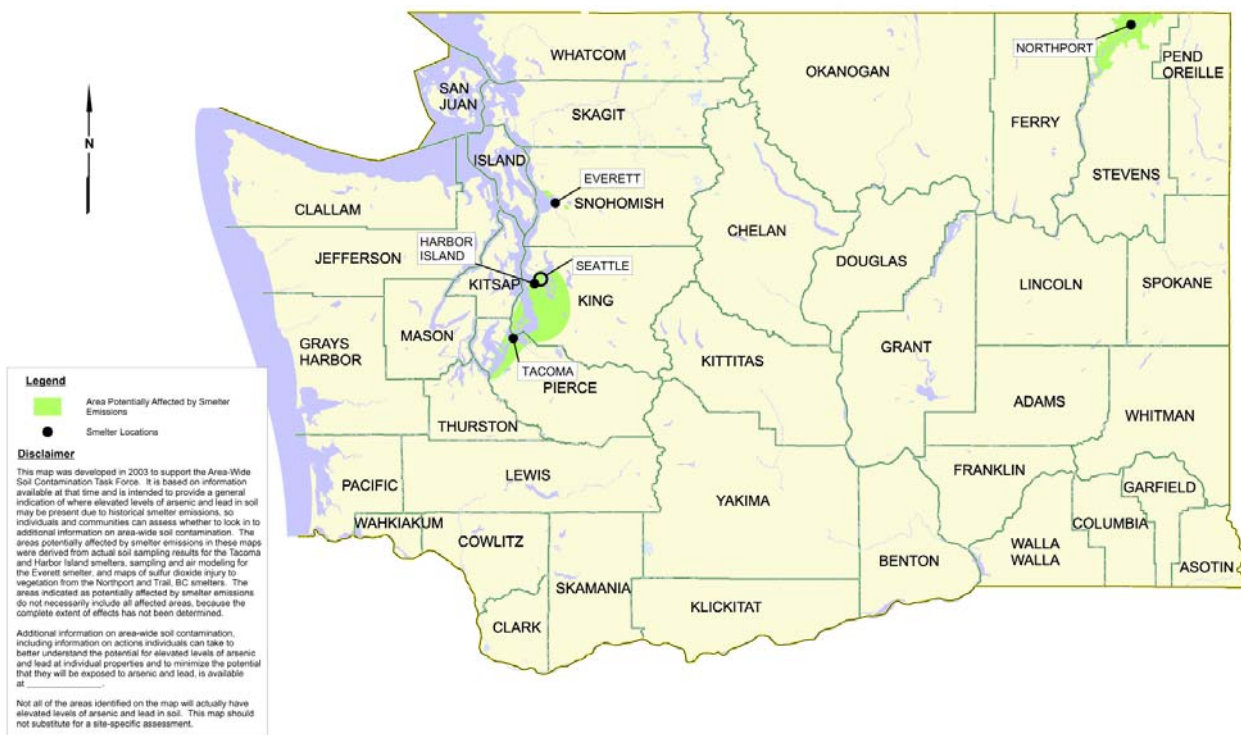 WHATCOM
OKANOGAN
NORTHPORT
PEND
OREILLE
SAN
JUAN
SKAGIT
FERRY
N
ISLAND
STEVENS
EVERETT
SNOHOMISH
CLALLAM
CHELAN
HARBOR
ISLAND
SEATTLE
DOUGLAS
JEFFERSON
KITSAP
LINCOLN
SPOKANE
KING
MASON
GRAYS
HARBOR
GRANT
KITTITAS
TACOMA
PIERCE
ADAMS
WHITMAN
THURSTON
LEWIS
FRANKLIN
GARFIELD
PACIFIC
YAKIMA
COLUMBIA
WAHKIAKUM
COWLITZ
BENTON
WALLA
WALLA
ASOTIN
SKAMANIA
KLICKITAT
CLARK
Legend
Area Potentially Affected by Smelter
Emissions
Smelter Locations
Disclaimer
This map was developed in 2003 to support the Area-Wide
Soil Contamination Task Force. It is based on information
available at that time and is intended to provide a general
indication of where elevated levels of arsenic and lead in soil
may be present due to historical smelter emissions, so
individuals and communities can assess whether to look in to
additional information on area-wide soil contamination. The
areas potentially affected by smelter emissions in these maps
were derived from actual soil sampling results for the Tacoma
and Harbor Island smelters, sampling and air modeling for
the Everett smelter, and maps of sulfur dioxide injury to
vegetation from the Northport and Trail, BC smelters. The
areas indicated as potentially affected by smelter emissions
do not necessarily include all affected areas, because the
complete extent of effects has not been determined.
Additional information on area-wide soil contamination,
including information on actions individuals can take to
better understand the potential for elevated levels of arsenic
and lead at individual properties and to minimize the potential
that they will be exposed to arsenic and lead, is available
at ________________.
Not all of the areas identified on the map will actually have
elevated levels of arsenic and lead in soil. This map should
not substitute for a site-specific assessment.